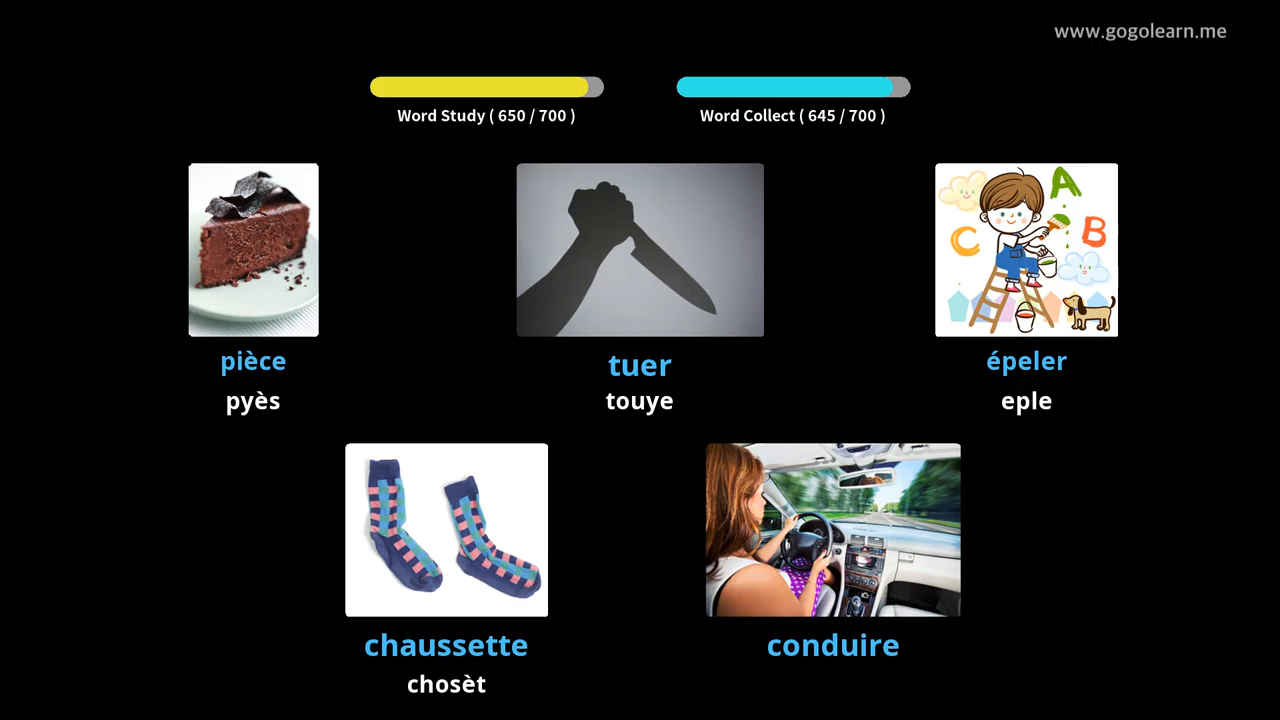 www.gogolearn.me
Word Study ( 650 / 700 )
Word Collect ( 645 / 700 )
pièce
pyès
tuer
touye
épeler
eple
A
B
C
chaussette
chosèt
conduire